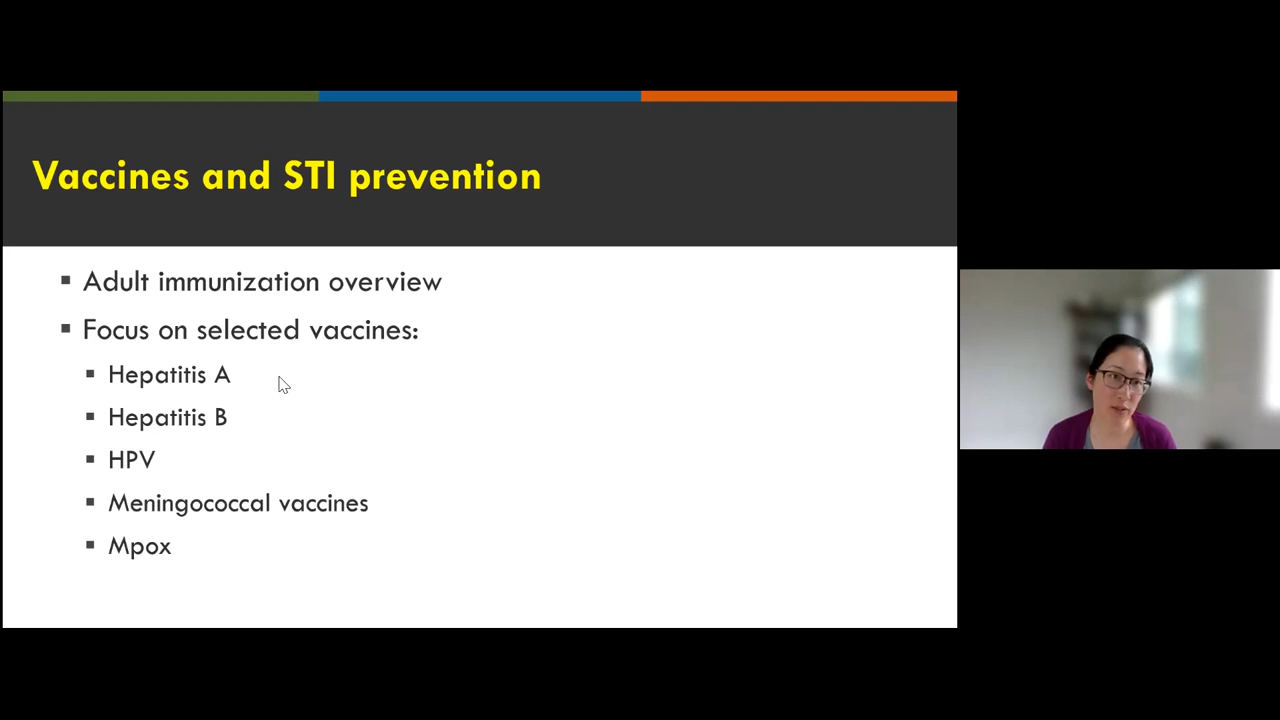 Vaccines and STI prevention
Adult immunization overview
Focus on selected vaccines:
Hepatitis A
Hepatitis B
HPV
Meningococcal vaccines
Mpox